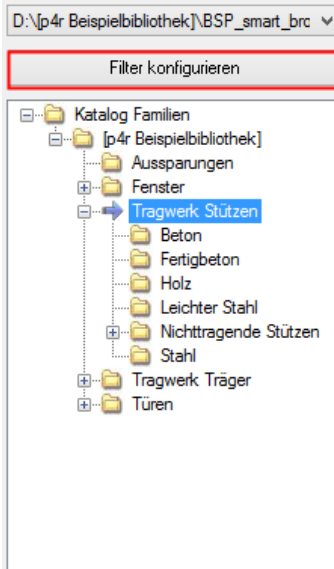 D:\[p4r Beispielbibliothek]\BSP_smart_brc
Filter konfigurieren
Katalog Familien
[p4r Beispielbibliothek]
Aussparungen
Fenster
Tragwerk Stützen
Beton
Fertigbeton
Holz
Leichter Stahl
Nichttragende Stützen
Stahl
Tragwerk Träger
Türen